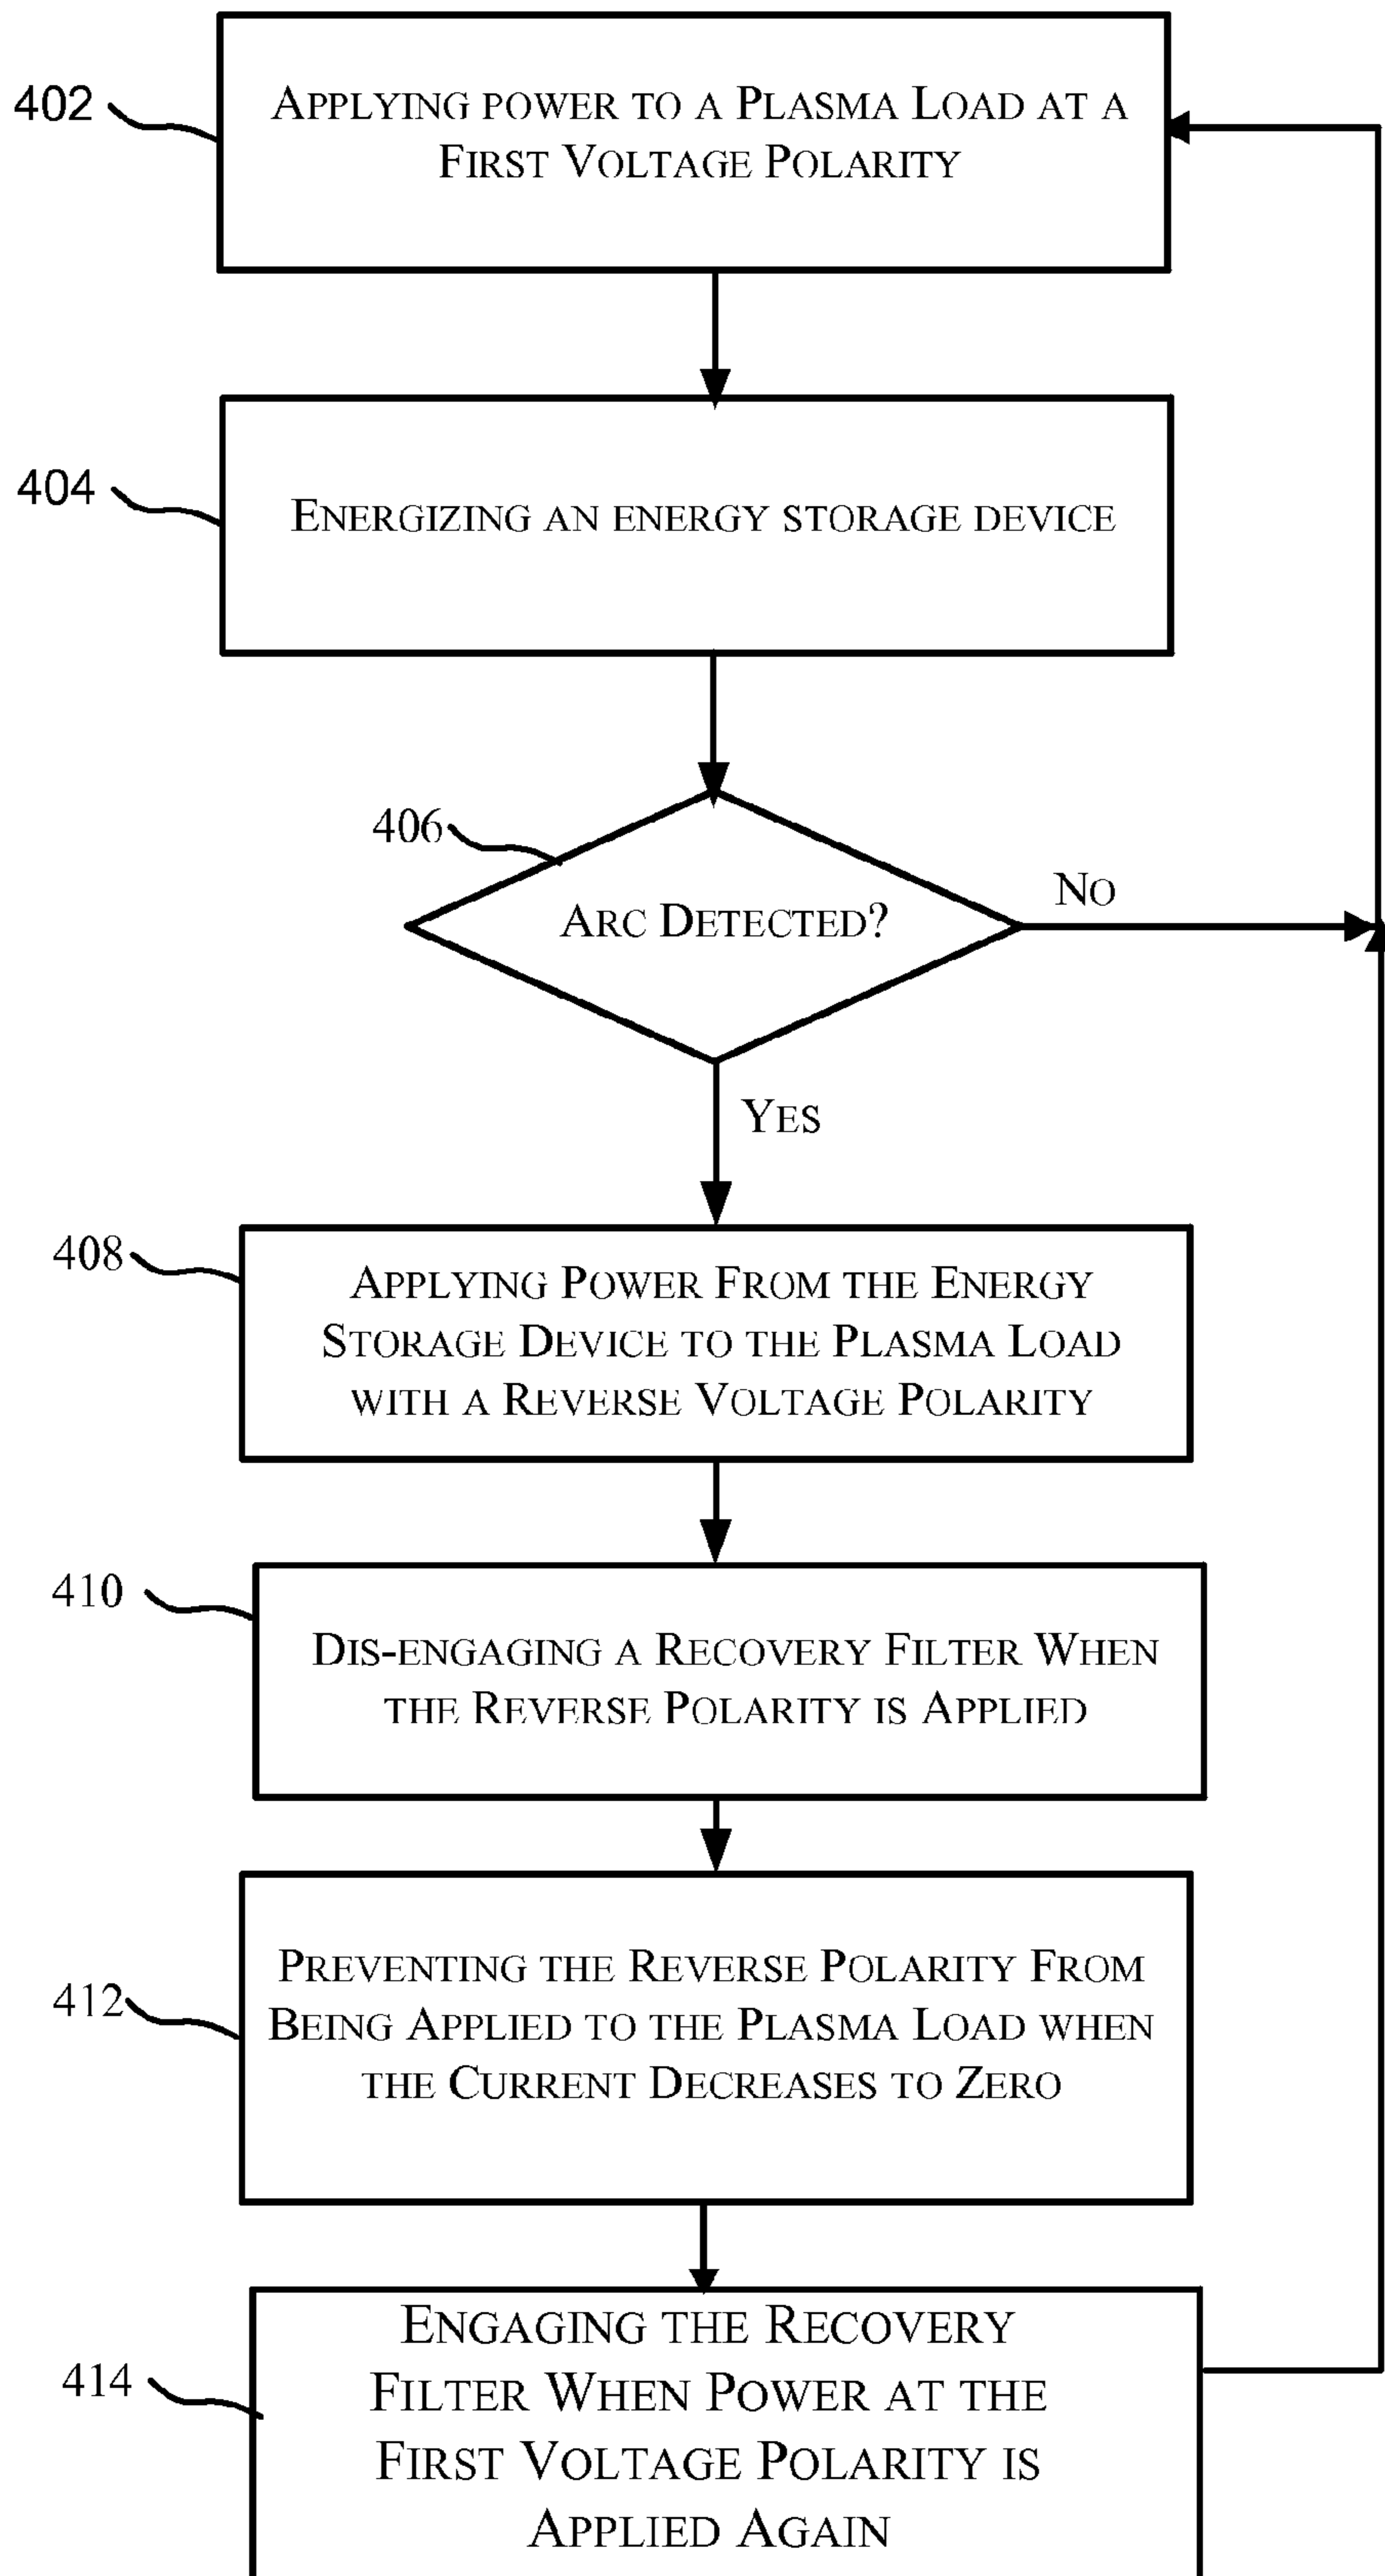 402
APPLYING POWER TO A PLASMA LOAD AT A
FIRST VOLTAGE POLARITY
404
ENERGIZING AN ENERGY STORAGE DEVICE
406
ARC DETECTED?
NO
YES
408
APPLYING POWER FROM THE ENERGY
STORAGE DEVICE TO THE PLASMA LOAD
WITH A REVERSE VOLTAGE POLARITY
410
DIS-ENGAGING A RECOVERY FILTER WHEN
THE REVERSE POLARITY IS APPLIED
412
PREVENTING THE REVERSE POLARITY FROM
BEING APPLIED TO THE PLASMA LOAD WHEN
THE CURRENT DECREASES TO ZERO
414
ENGAGING THE RECOVERY
FILTER WHEN POWER AT THE
FIRST VOLTAGE POLARITY IS
APPLIED AGAIN